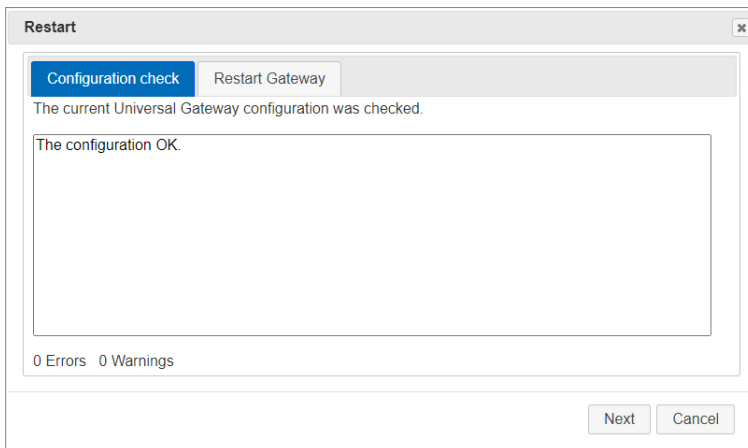 Restart
Configuration check Restart Gateway
The current Universal Gateway configuration was checked.
The configuration OK.
0 Errors 0 Warnings
Next Cancel